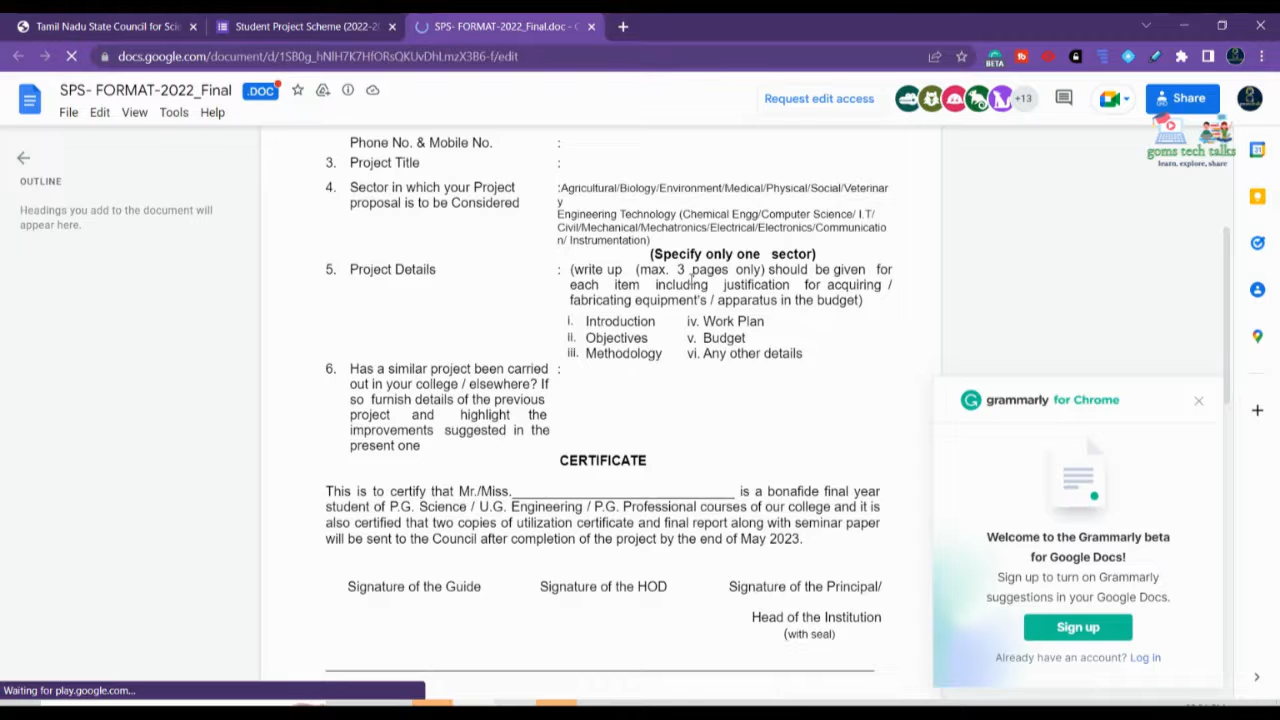 Tamil Nadu State Council for Scie
Student Project Scheme (2022-2
SPS- FORMAT-2022_Final.doc - G
docs.google.com/document/d/1SB0g_hNlH7K7HfORsQKUvDhLmzX3B6-f/edit
BETA
SPS- FORMAT-2022_Final
.DOC
File Edit View Tools Help
Request edit access
+13
Share
goms tech talks
learn, explore, share
OUTLINE
Headings you add to the document will
appear here.
Phone No. & Mobile No. :
3. Project Title :
4. Sector in which your Project
proposal is to be Considered
:Agricultural/Biology/Environment/Medical/Physical/Social/Veterinar
y
Engineering Technology (Chemical Engg/Computer Science/ I.T/
Civil/Mechanical/Mechatronics/Electrical/Electronics/Communicatio
n/ Instrumentation)
(Specify only one sector)
5. Project Details : (write up (max. 3 pages only) should be given for
each item including justification for acquiring /
fabricating equipment's / apparatus in the budget)
i. Introduction iv. Work Plan
ii. Objectives v. Budget
iii. Methodology vi. Any other details
6. Has a similar project been carried :
out in your college / elsewhere? If
so furnish details of the previous
project and highlight the
improvements suggested in the
present one
CERTIFICATE
This is to certify that Mr./Miss.____________________ is a bonafide final year
student of P.G. Science / U.G. Engineering / P.G. Professional courses of our college and it is
also certified that two copies of utilization certificate and final report along with seminar paper
will be sent to the Council after completion of the project by the end of May 2023.
Signature of the Guide Signature of the HOD Signature of the Principal/
Head of the Institution
(with seal)
grammarly for Chrome
Welcome to the Grammarly beta
for Google Docs!
Sign up to turn on Grammarly
suggestions in your Google Docs.
Sign up
Already have an account? Log in
Waiting for play.google.com...